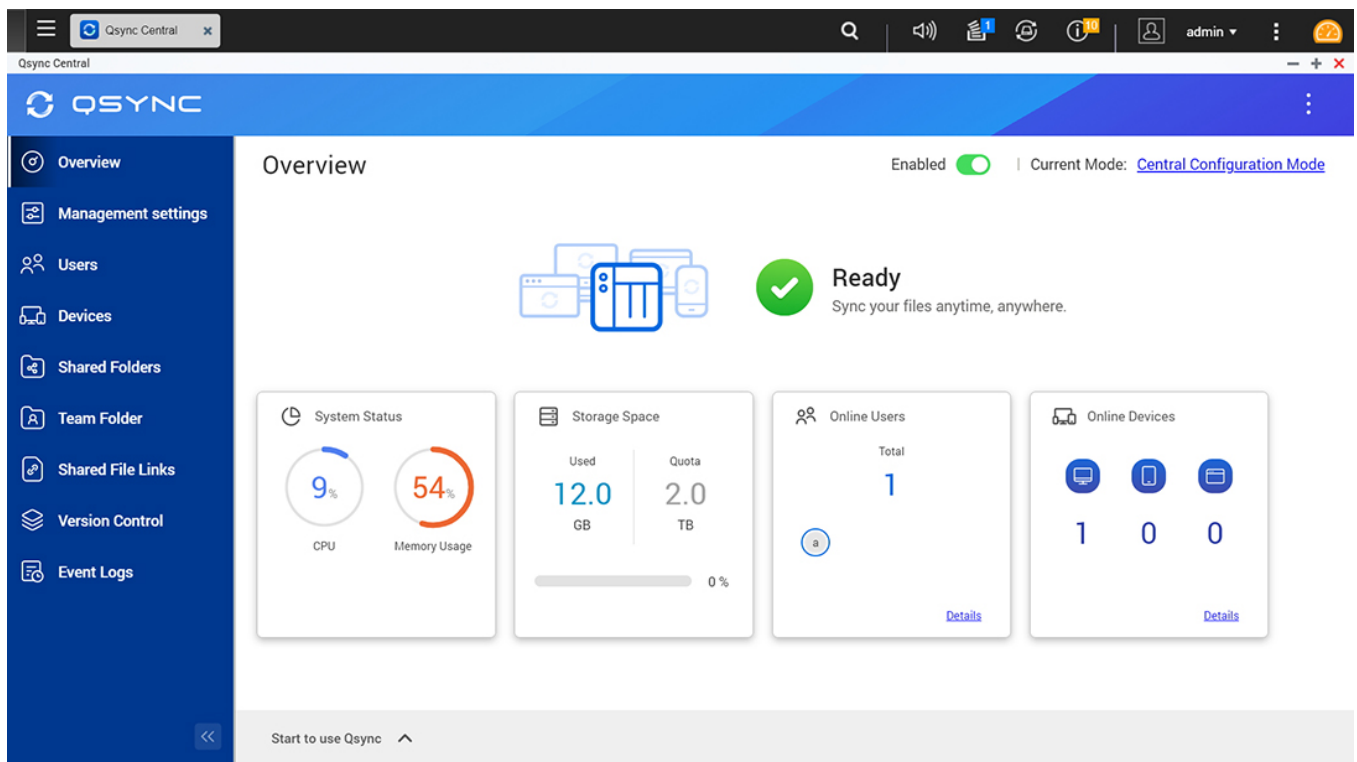 Qsync Central
1
10
admin
Qsync Central
QSYNC
Overview
Management settings
Users
Devices
Shared Folders
Team Folder
Shared File Links
Version Control
Event Logs
Overview
Enabled
Current Mode: Central Configuration Mode
Ready
Sync your files anytime, anywhere.
System Status
9%
54%
CPU
Memory Usage
Storage Space
Used
Quota
12.0
2.0
GB
TB
0 %
Online Users
Total
1
a
Details
Online Devices
1
0
0
Details
Start to use Qsync